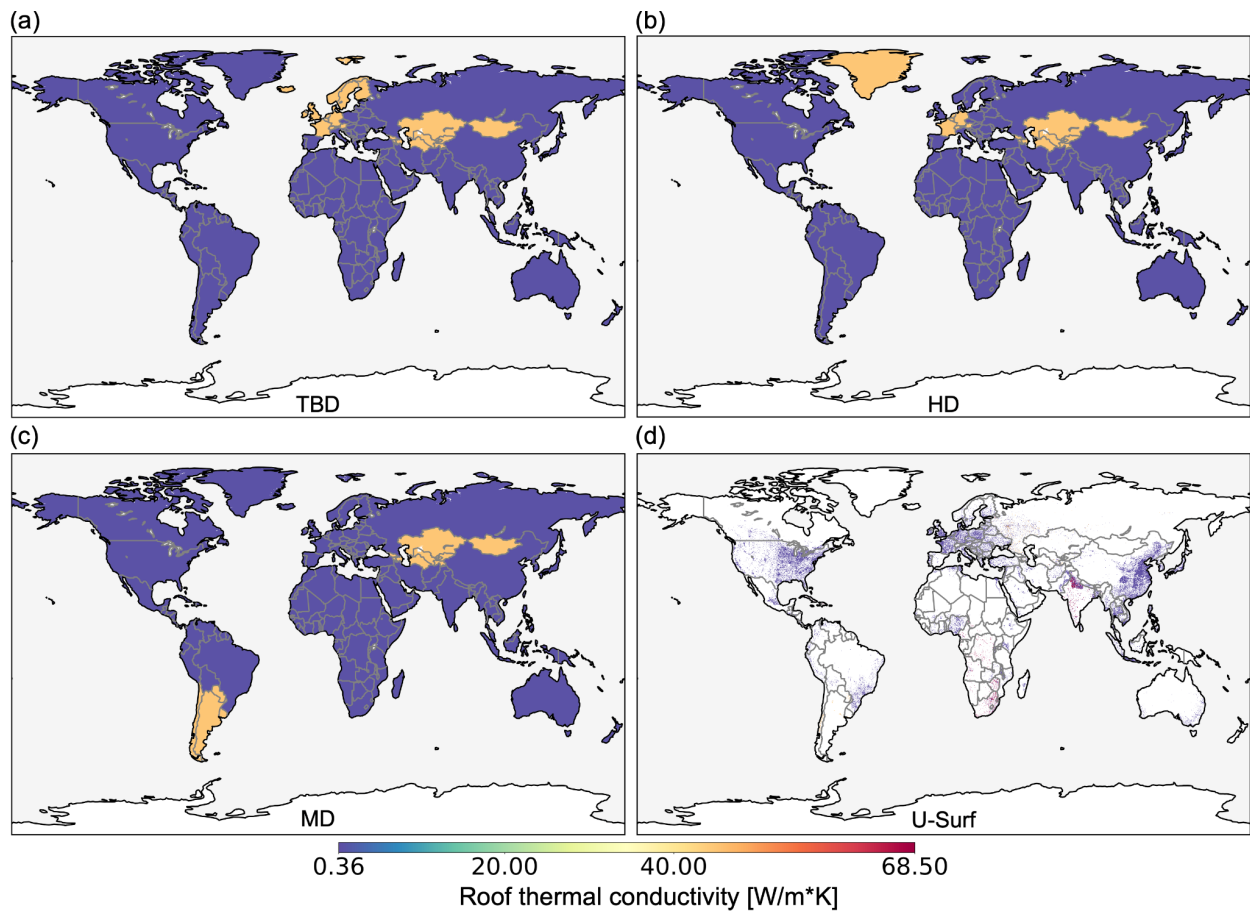 (a)
(b)
TBD
HD
(c)
(d)
MD
U-Surf
0.36 20.00 40.00 68.50
Roof thermal conductivity [W/m*K]